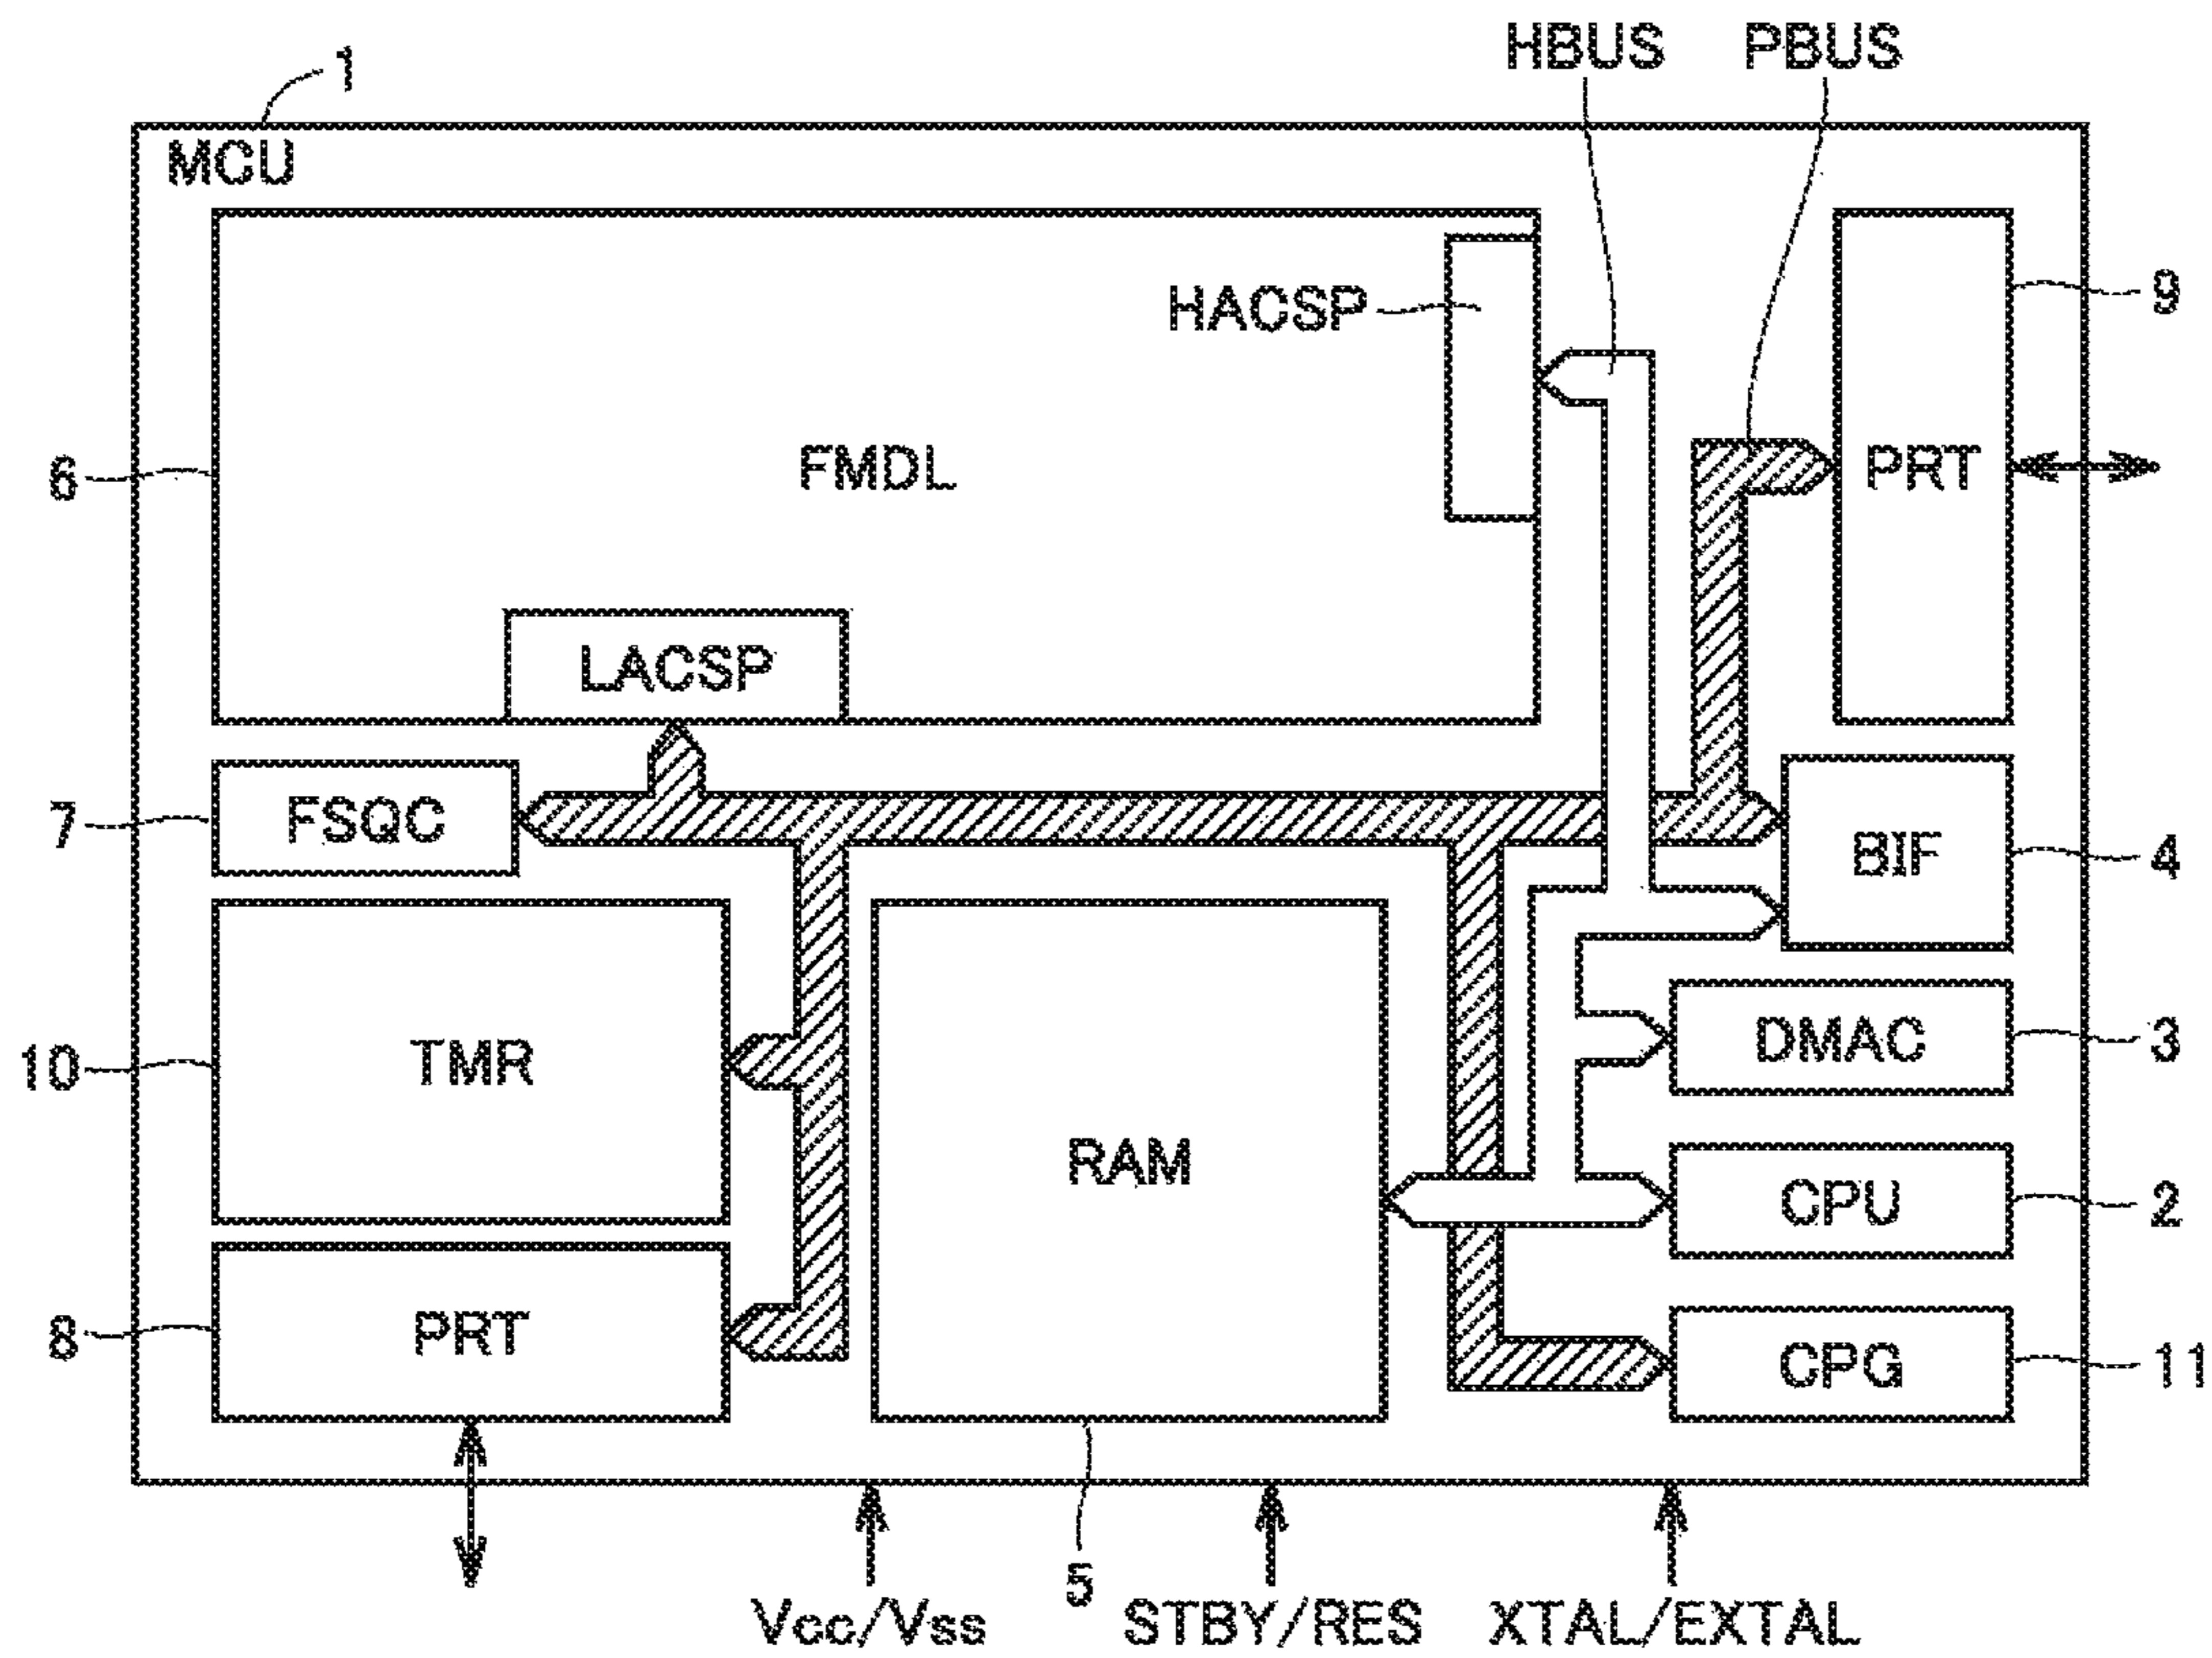 HBUS PBUS
1
MCU
HACSP
9
FMDL
PRT
6
LACSP
FSQC
7
BIF
4
TMR
10
DMAC
3
RAM
CPU
2
PRT
8
CPG
11
5
Vcc/Vss
STBY/RES
XTAL/EXTAL